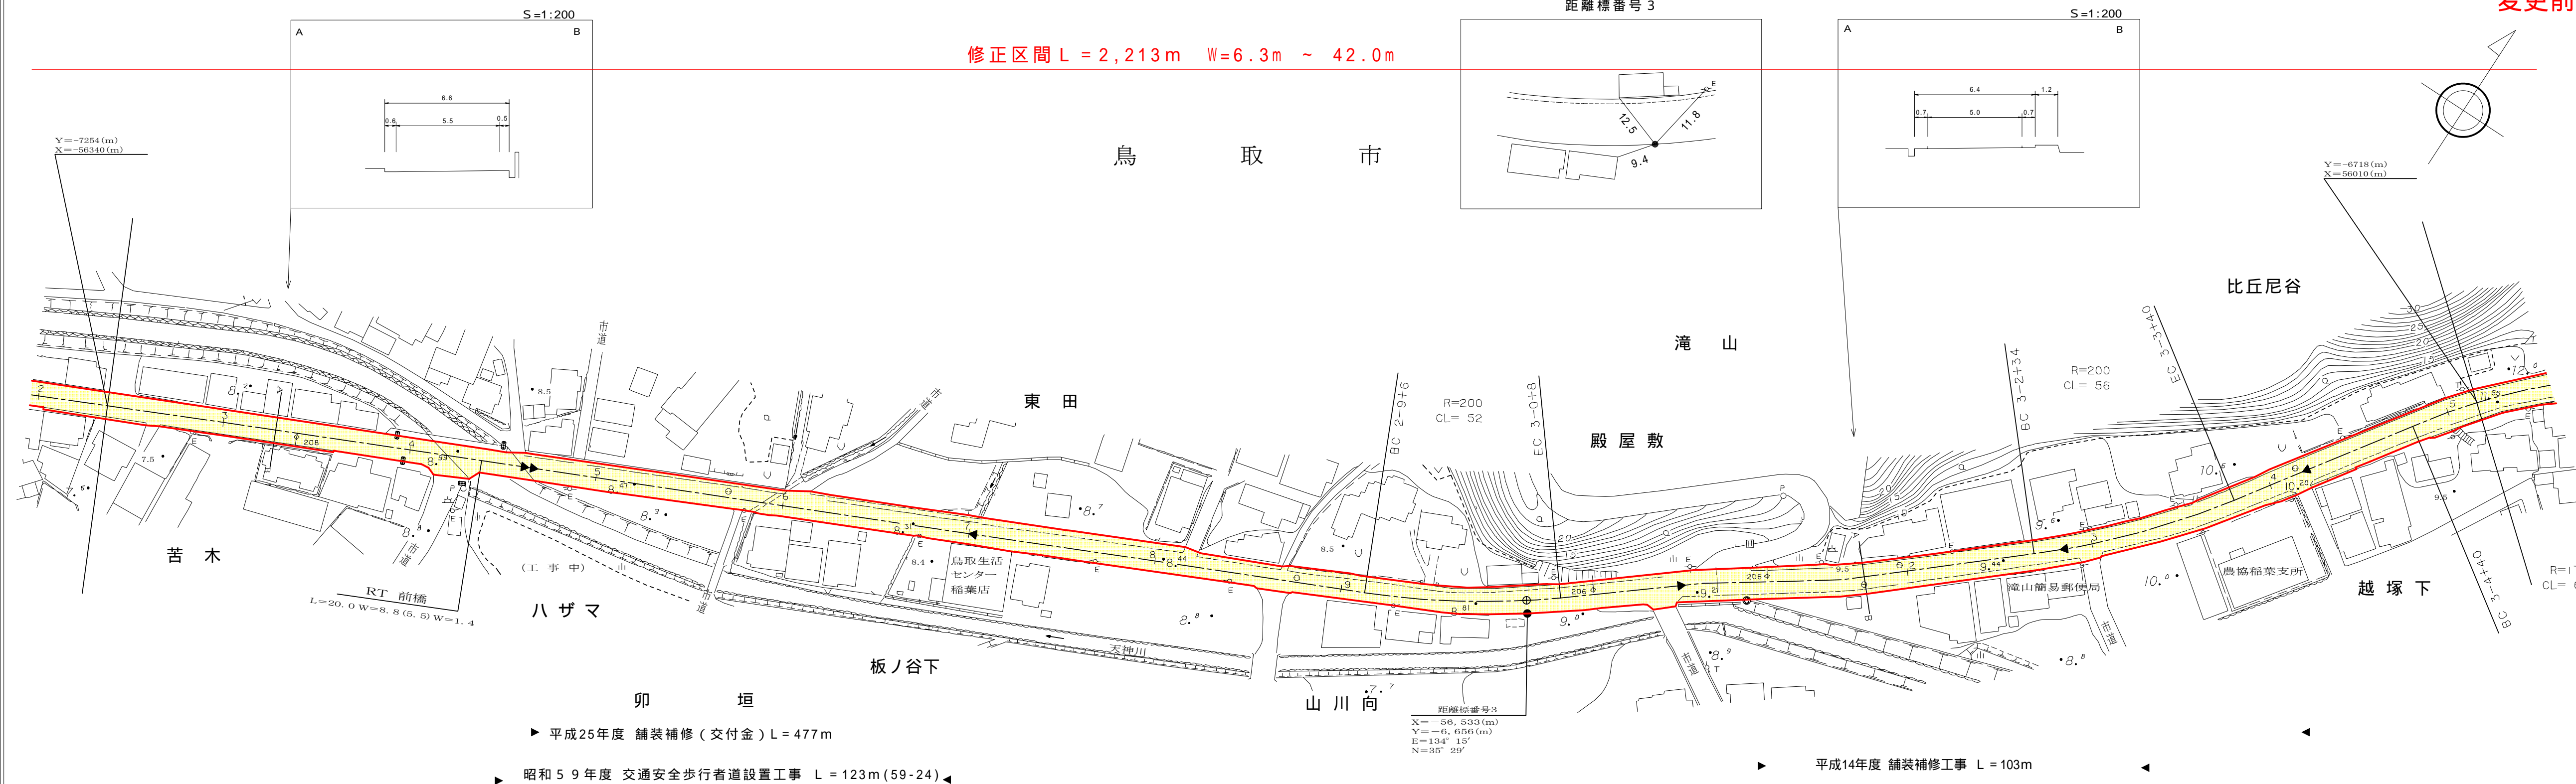 変更前
S=1:200
A
B
6.6
0.6
5.5
0.5
修正区間 L = 2,213m W=6.3m ~ 42.0m
距離標番号3
E
12.5
11.8
9.4
S=1:200
A
B
6.4
1.2
0.7
5.0
0.7
Y=-7254(m)
X=-56340(m)
鳥取市
Y=-6718(m)
X=56010(m)
比丘尼谷
滝山
東田
殿屋敷
市道
市道
BC 2-9+6
R=200
CL= 52
EC 3-0+8
BC 3-2+34
R=200
CL= 56
EC 3-3+40
BC 3-4+40
苫木
RT 前橋
L=20.0 W=8.8(5.5) W=1.4
(工事中)
ハザマ
市道
市道
鳥取生活
センター
稲葉店
天神川
板ノ谷下
卯垣
山川向
市道
滝山簡易郵便局
市道
農協稲葉支所
越塚下
距離標番号3
X=-56,533(m)
Y=-6,656(m)
E=134° 15′
N=35° 29′
平成25年度 舗装補修(交付金)L=477m
昭和59年度 交通安全歩行者道設置工事 L=123m(59-24)
平成14年度 舗装補修工事 L=103m